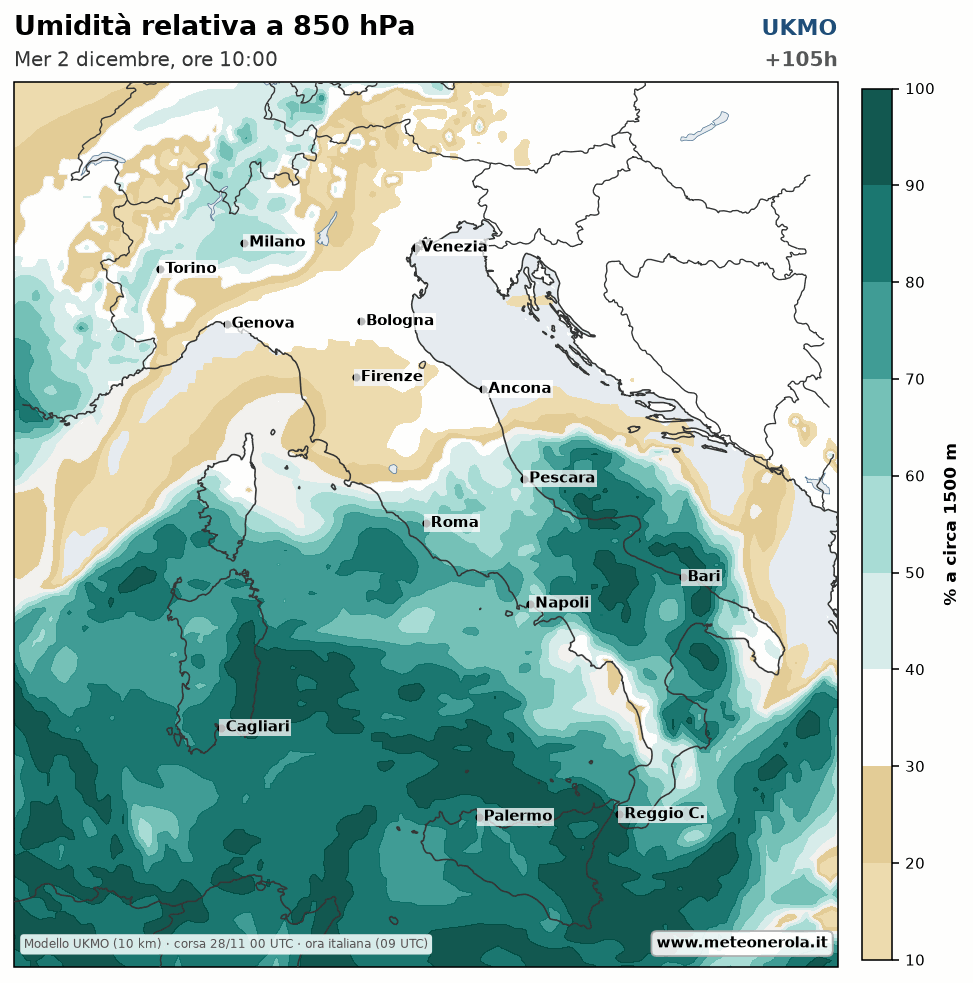 Umidità relativa a 850 hPa
UKMO
Mer 2 dicembre, ore 10:00
+105h
Milano
Venezia
Torino
Genova
Bologna
Firenze
Ancona
Pescara
Roma
Bari
Napoli
Cagliari
Palermo
Reggio C.
100
90
80
70
60
50
40
30
20
10
% a circa 1500 m
Modello UKMO (10 km) · corsa 28/11 00 UTC · ora italiana (09 UTC)
www.meteonerola.it